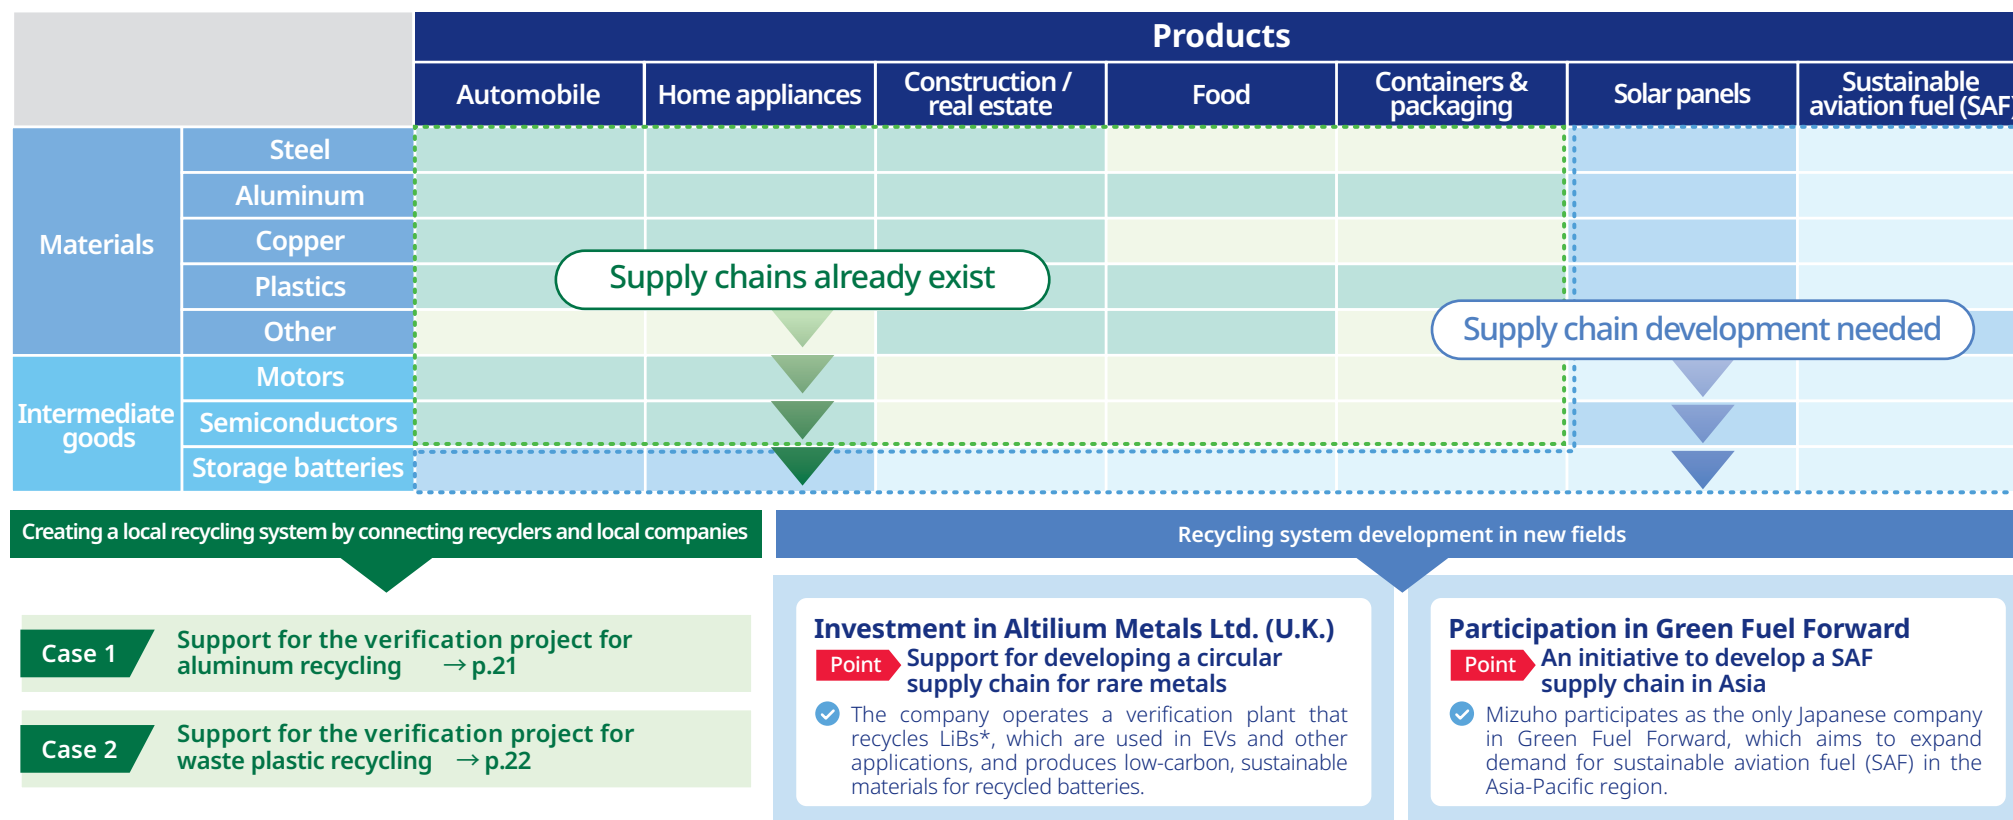 Products
Automobile
Home appliances
Construction /
real estate
Food
Containers &
packaging
Solar panels
Sustainable
aviation fuel (SAF)
Materials
Steel
Aluminum
Copper
Plastics
Other
Intermediate
goods
Motors
Semiconductors
Storage batteries
Supply chains already exist
Supply chain development needed
Creating a local recycling system by connecting recyclers and local companies
Case 1
Support for the verification project for
aluminum recycling → p.21
Case 2
Support for the verification project for
waste plastic recycling → p.22
Recycling system development in new fields
Investment in Altilium Metals Ltd. (U.K.)
Point
Support for developing a circular
supply chain for rare metals
The company operates a verification plant that
recycles LiBs*, which are used in EVs and other
applications, and produces low-carbon, sustainable
materials for recycled batteries.
Participation in Green Fuel Forward
Point
An initiative to develop a SAF
supply chain in Asia
Mizuho participates as the only Japanese company
in Green Fuel Forward, which aims to expand
demand for sustainable aviation fuel (SAF) in the
Asia-Pacific region.